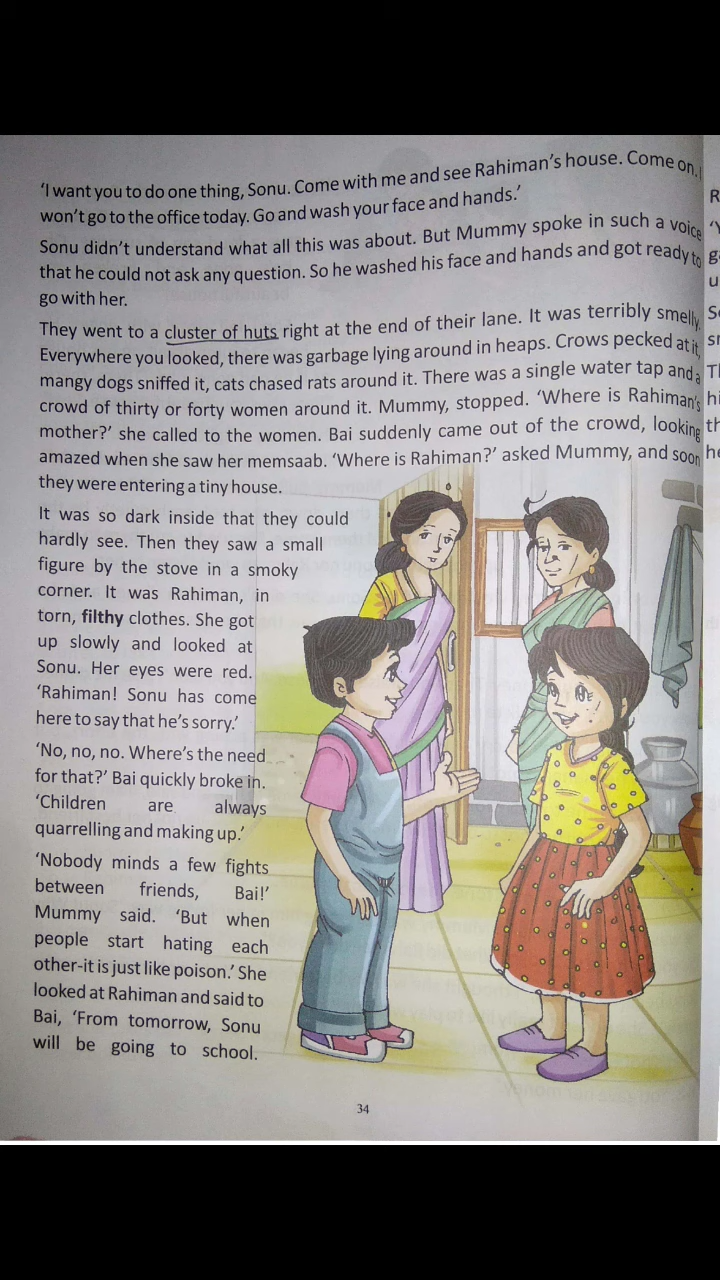 'I want you to do one thing, Sonu. Come with me and see Rahiman's house. Come on, I
won't go to the office today. Go and wash your face and hands.'
Sonu didn't understand what all this was about. But Mummy spoke in such a voice
that he could not ask any question. So he washed his face and hands and got ready to
go with her.
They went to a cluster of huts right at the end of their lane. It was terribly smelly.
Everywhere you looked, there was garbage lying around in heaps. Crows pecked at it,
mangy dogs sniffed it, cats chased rats around it. There was a single water tap and a
crowd of thirty or forty women around it. Mummy, stopped. 'Where is Rahiman's
mother?' she called to the women. Bai suddenly came out of the crowd, looking
amazed when she saw her memsaab. 'Where is Rahiman?' asked Mummy, and soon
they were entering a tiny house.
It was so dark inside that they could
hardly see. Then they saw a small
figure by the stove in a smoky
corner. It was Rahiman, in
torn, filthy clothes. She got
up slowly and looked at
Sonu. Her eyes were red.
'Rahiman! Sonu has come
here to say that he's sorry.'
'No, no, no. Where's the need
for that?' Bai quickly broke in.
'Children are always
quarrelling and making up.'
'Nobody minds a few fights
between friends, Bai!'
Mummy said. 'But when
people start hating each
other-it is just like poison.' She
looked at Rahiman and said to
Bai, 'From tomorrow, Sonu
will be going to school.
34